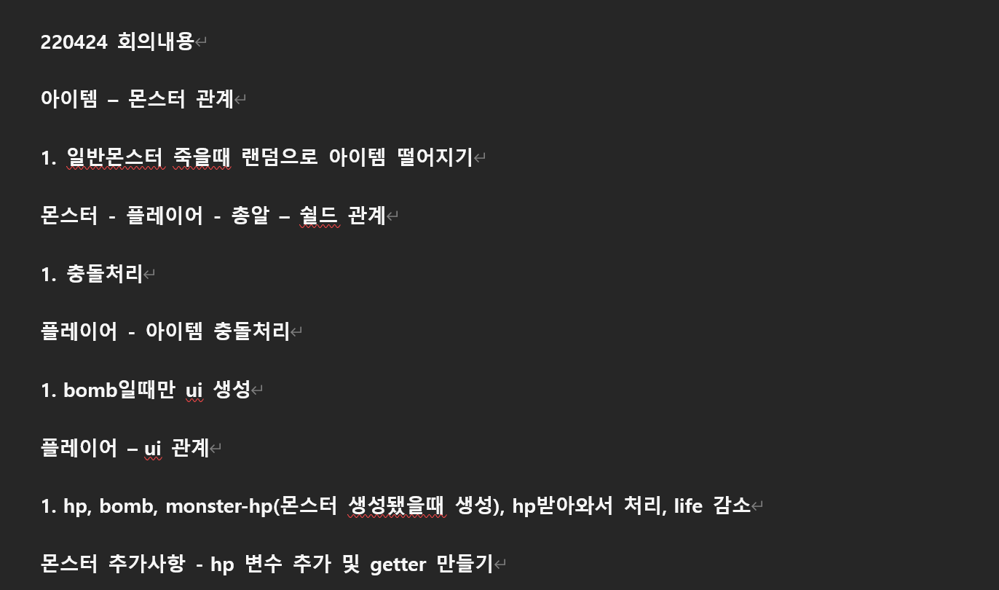 220424 회의내용
아이템 – 몬스터 관계
1. 일반몬스터 죽을때 랜덤으로 아이템 떨어지기
몬스터 - 플레이어 - 총알 – 쉴드 관계
1. 충돌처리
플레이어 - 아이템 충돌처리
1. bomb일때만 ui 생성
플레이어 – ui 관계
1. hp, bomb, monster-hp(몬스터 생성됐을때 생성), hp받아와서 처리, life 감소
몬스터 추가사항 - hp 변수 추가 및 getter 만들기